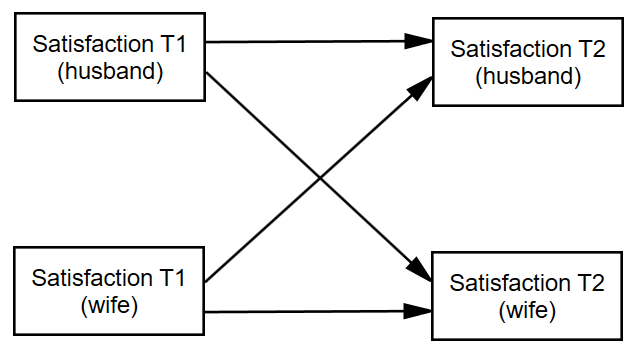 Satisfaction T1
(husband)
Satisfaction T2
(husband)
Satisfaction T1
(wife)
Satisfaction T2
(wife)